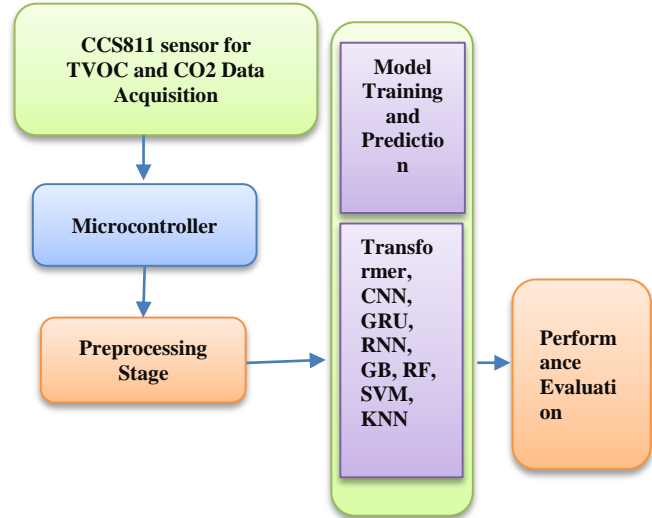 CCS811 sensor for
TVOC and CO2 Data
Acquisition
Microcontroller
Preprocessing
Stage
Model
Training
and
Predictio
n
Transfo
rmer,
CNN,
GRU,
RNN,
GB, RF,
SVM,
KNN
Perform
ance
Evaluati
on